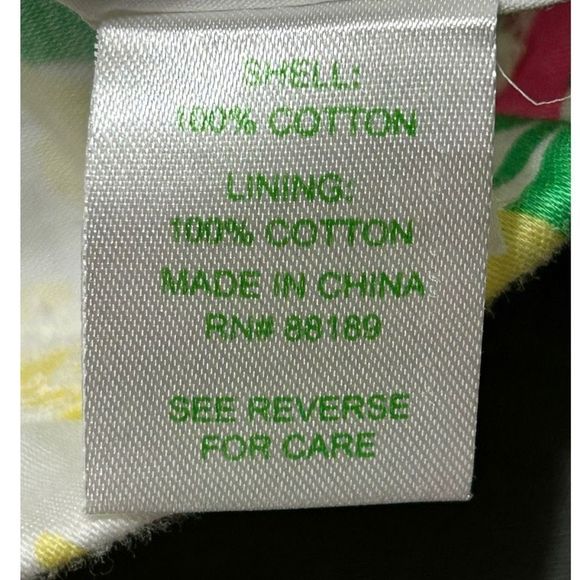 SHELL:
100% COTTON
LINING:
100% COTTON
MADE IN CHINA
RN# 88189
SEE REVERSE
FOR CARE